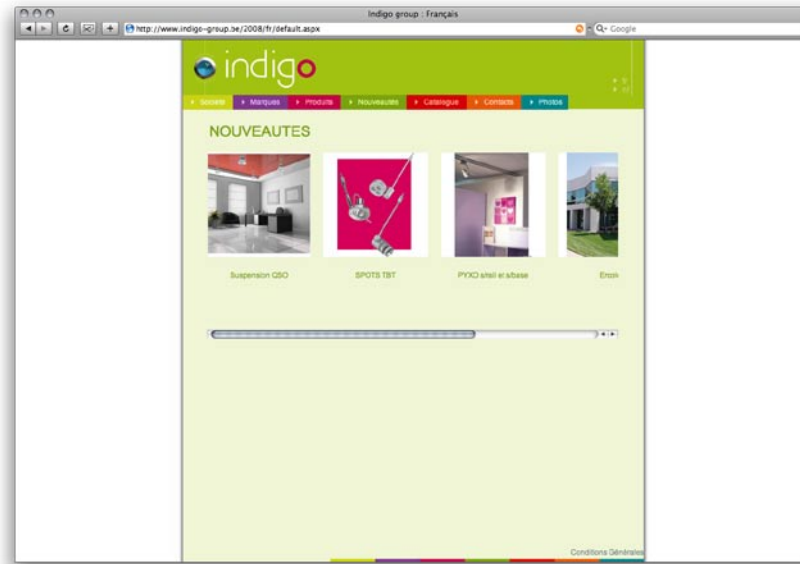 Indigo group : Français
http://www.indigo-group.be/2008/fr/default.aspx
Google
indigo
Société Marques Produits Nouveautés Catalogue Contacts Photos
NOUVEAUTES
Suspension QSO SPOTS TBT PYXO s/rail et s/base
Conditions Générales